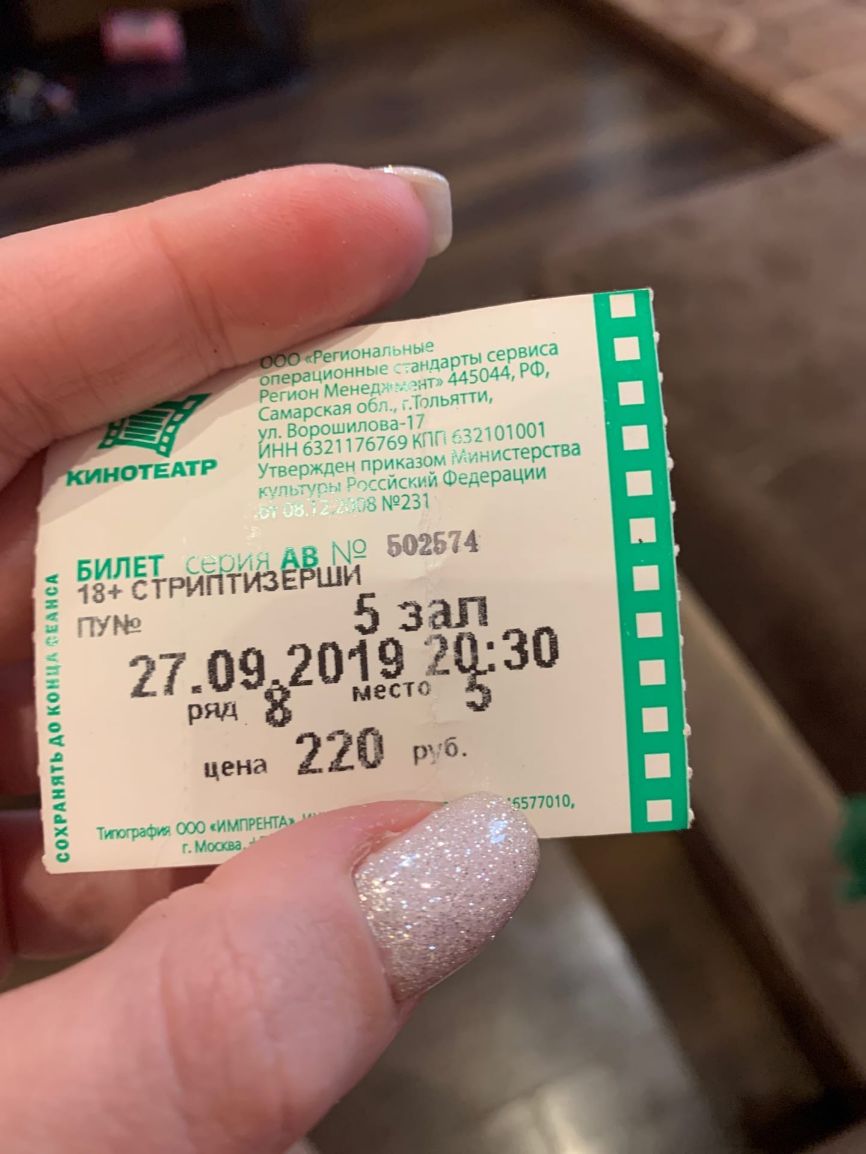 ООО «Региональные
операционные стандарты сервиса
Регион Менеджмент» 445044, РФ,
Самарская обл., г.Тольятти,
ул. Ворошилова-17
ИНН 6321176769 КПП 632101001
Утвержден приказом Министерства
культуры Россйский Федерации
от 08.12.2008 №231
КИНОТЕАТР
БИЛЕТ серия АВ № 502574
18+ СТРИПТИЗЕРШИ
ПУ№ 5 зал
27.09.2019 20:30
ряд 8 место 5
цена 220 руб.
Типография ООО «ИМПРЕНТА», 6577010,
г. Москва,
СОХРАНЯТЬ ДО КОНЦА СЕАНСА